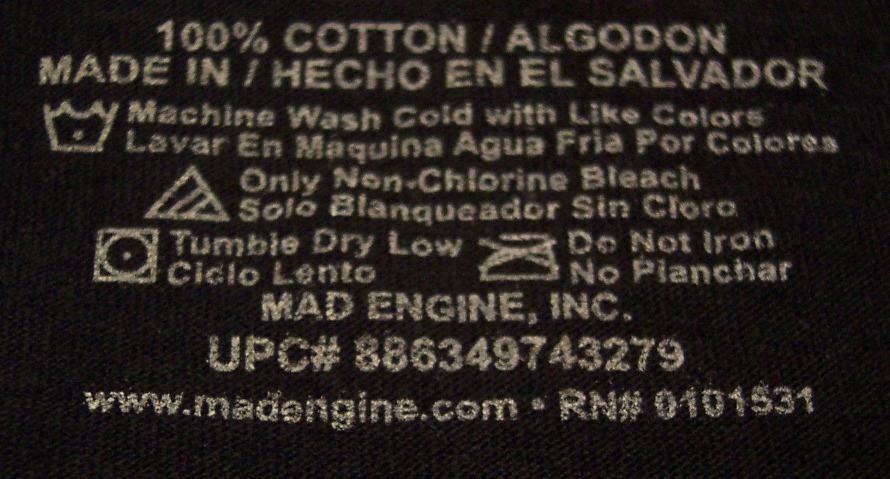 100% COTTON / ALGODON
MADE IN / HECHO EN EL SALVADOR
Machine Wash Cold with Like Colors
Lavar En Maquina Agua Fria Por Colores
Only Non-Chlorine Bleach
Solo Blanqueador Sin Cloro
Tumble Dry Low
Ciclo Lento
Do Not Iron
No Planchar
MAD ENGINE, INC.
UPC# 886349743279
www.madengine.com • RN# 0101531